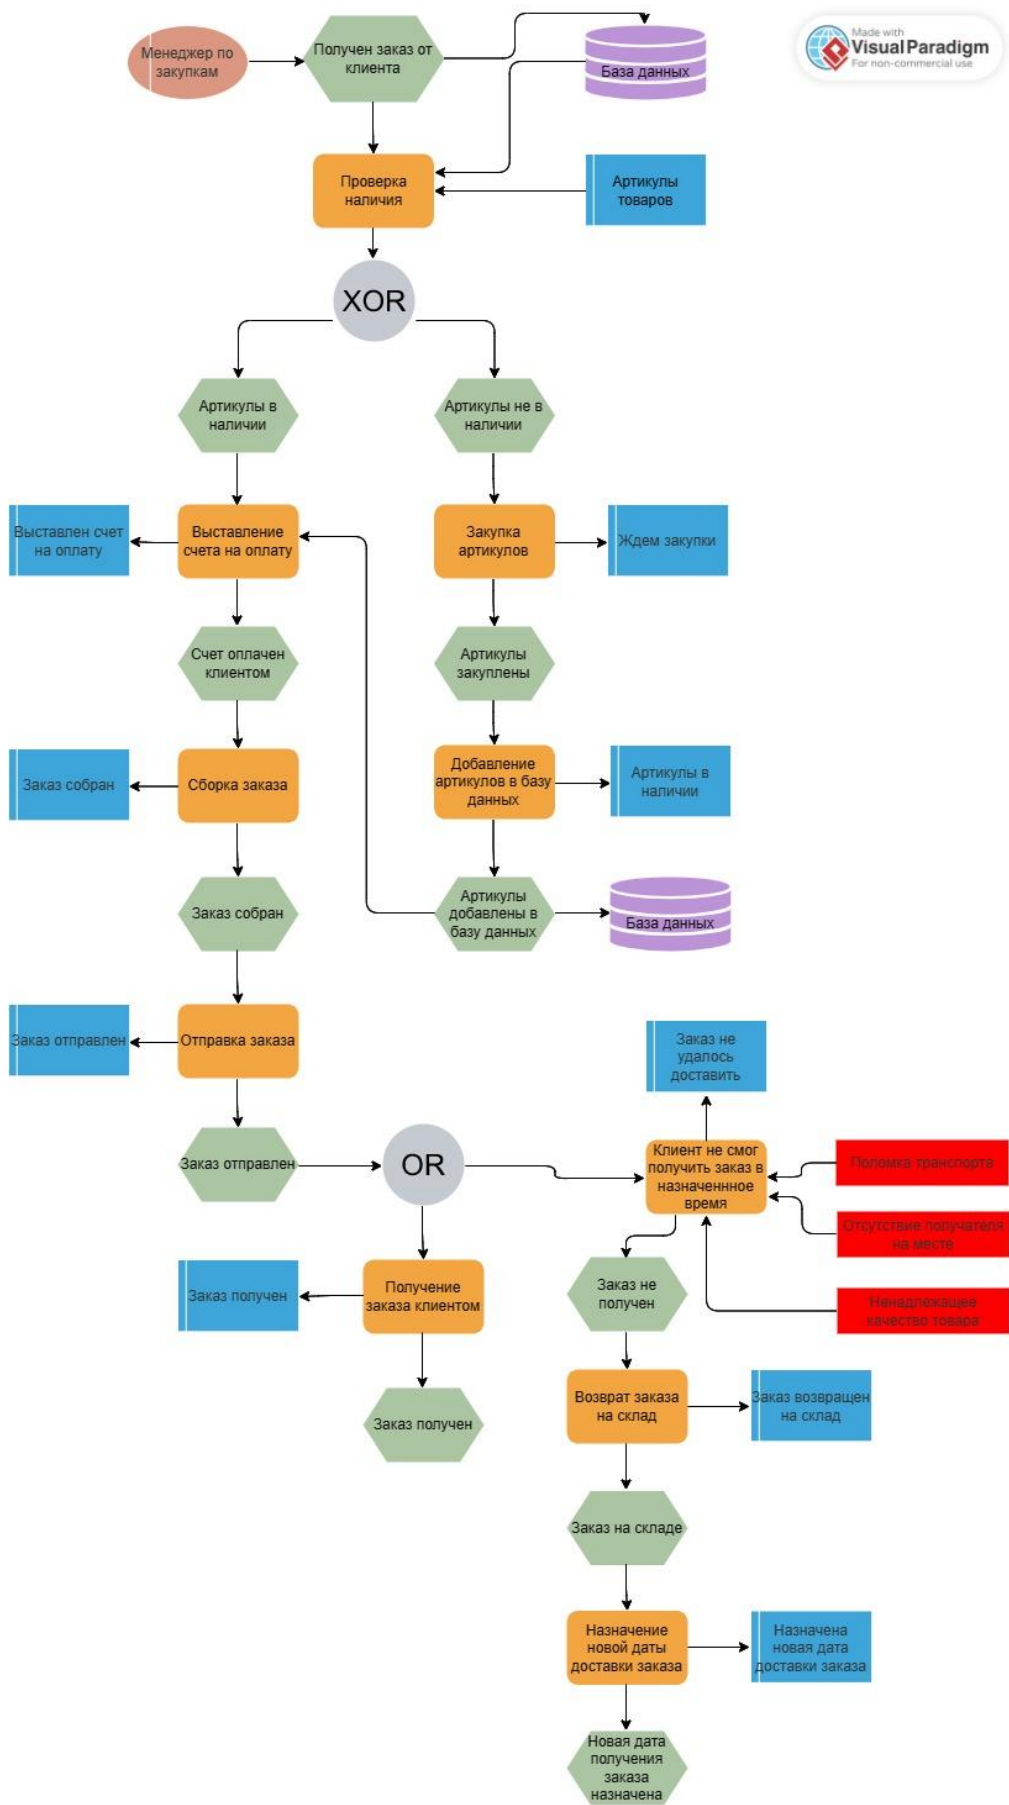 Менеджер по
закупкам
Получен заказ от
клиента
База данных
Made with
Visual Paradigm
For non-commercial use
Проверка
наличия
Артикулы
товаров
XOR
Артикулы в
наличии
Артикулы не в
наличии
Выставлен счет
на оплату
Выставление
счета на оплату
Закупка
артикулов
Ждем закупки
Счет оплачен
клиентом
Артикулы
закуплены
Заказ собран
Сборка заказа
Добавление
артикулов в базу
данных
Артикулы в
наличии
Заказ собран
Артикулы
добавлены в
базу данных
База данных
Заказ отправлен
Отправка заказа
Заказ не
удалось
доставить
Заказ отправлен
OR
Клиент не смог
получить заказ в
назначеннное
время
Поломка транспорта
Отсутствие получателя
на месте
Заказ получен
Получение
заказа клиентом
Заказ не
получен
Ненадлежащее
качество товара
Заказ получен
Возврат заказа
на склад
Заказ возвращен
на склад
Заказ на складе
Назначение
новой даты
доставки заказа
Назначена
новая дата
доставки заказа
Новая дата
получения
заказа
назначена